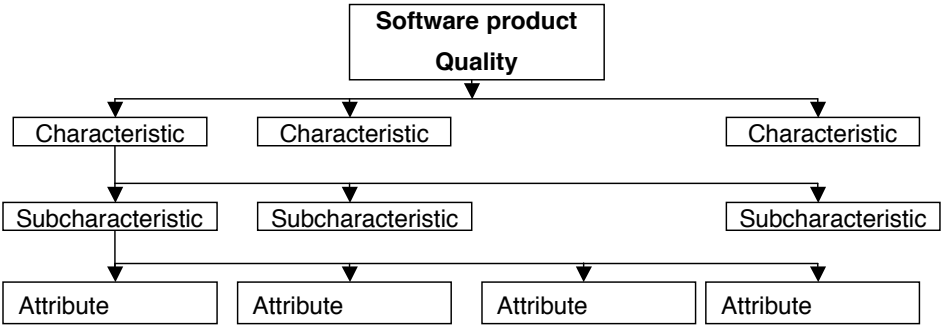 Software product
Quality
Characteristic Characteristic Characteristic
Subcharacteristic Subcharacteristic Subcharacteristic
Attribute Attribute Attribute Attribute